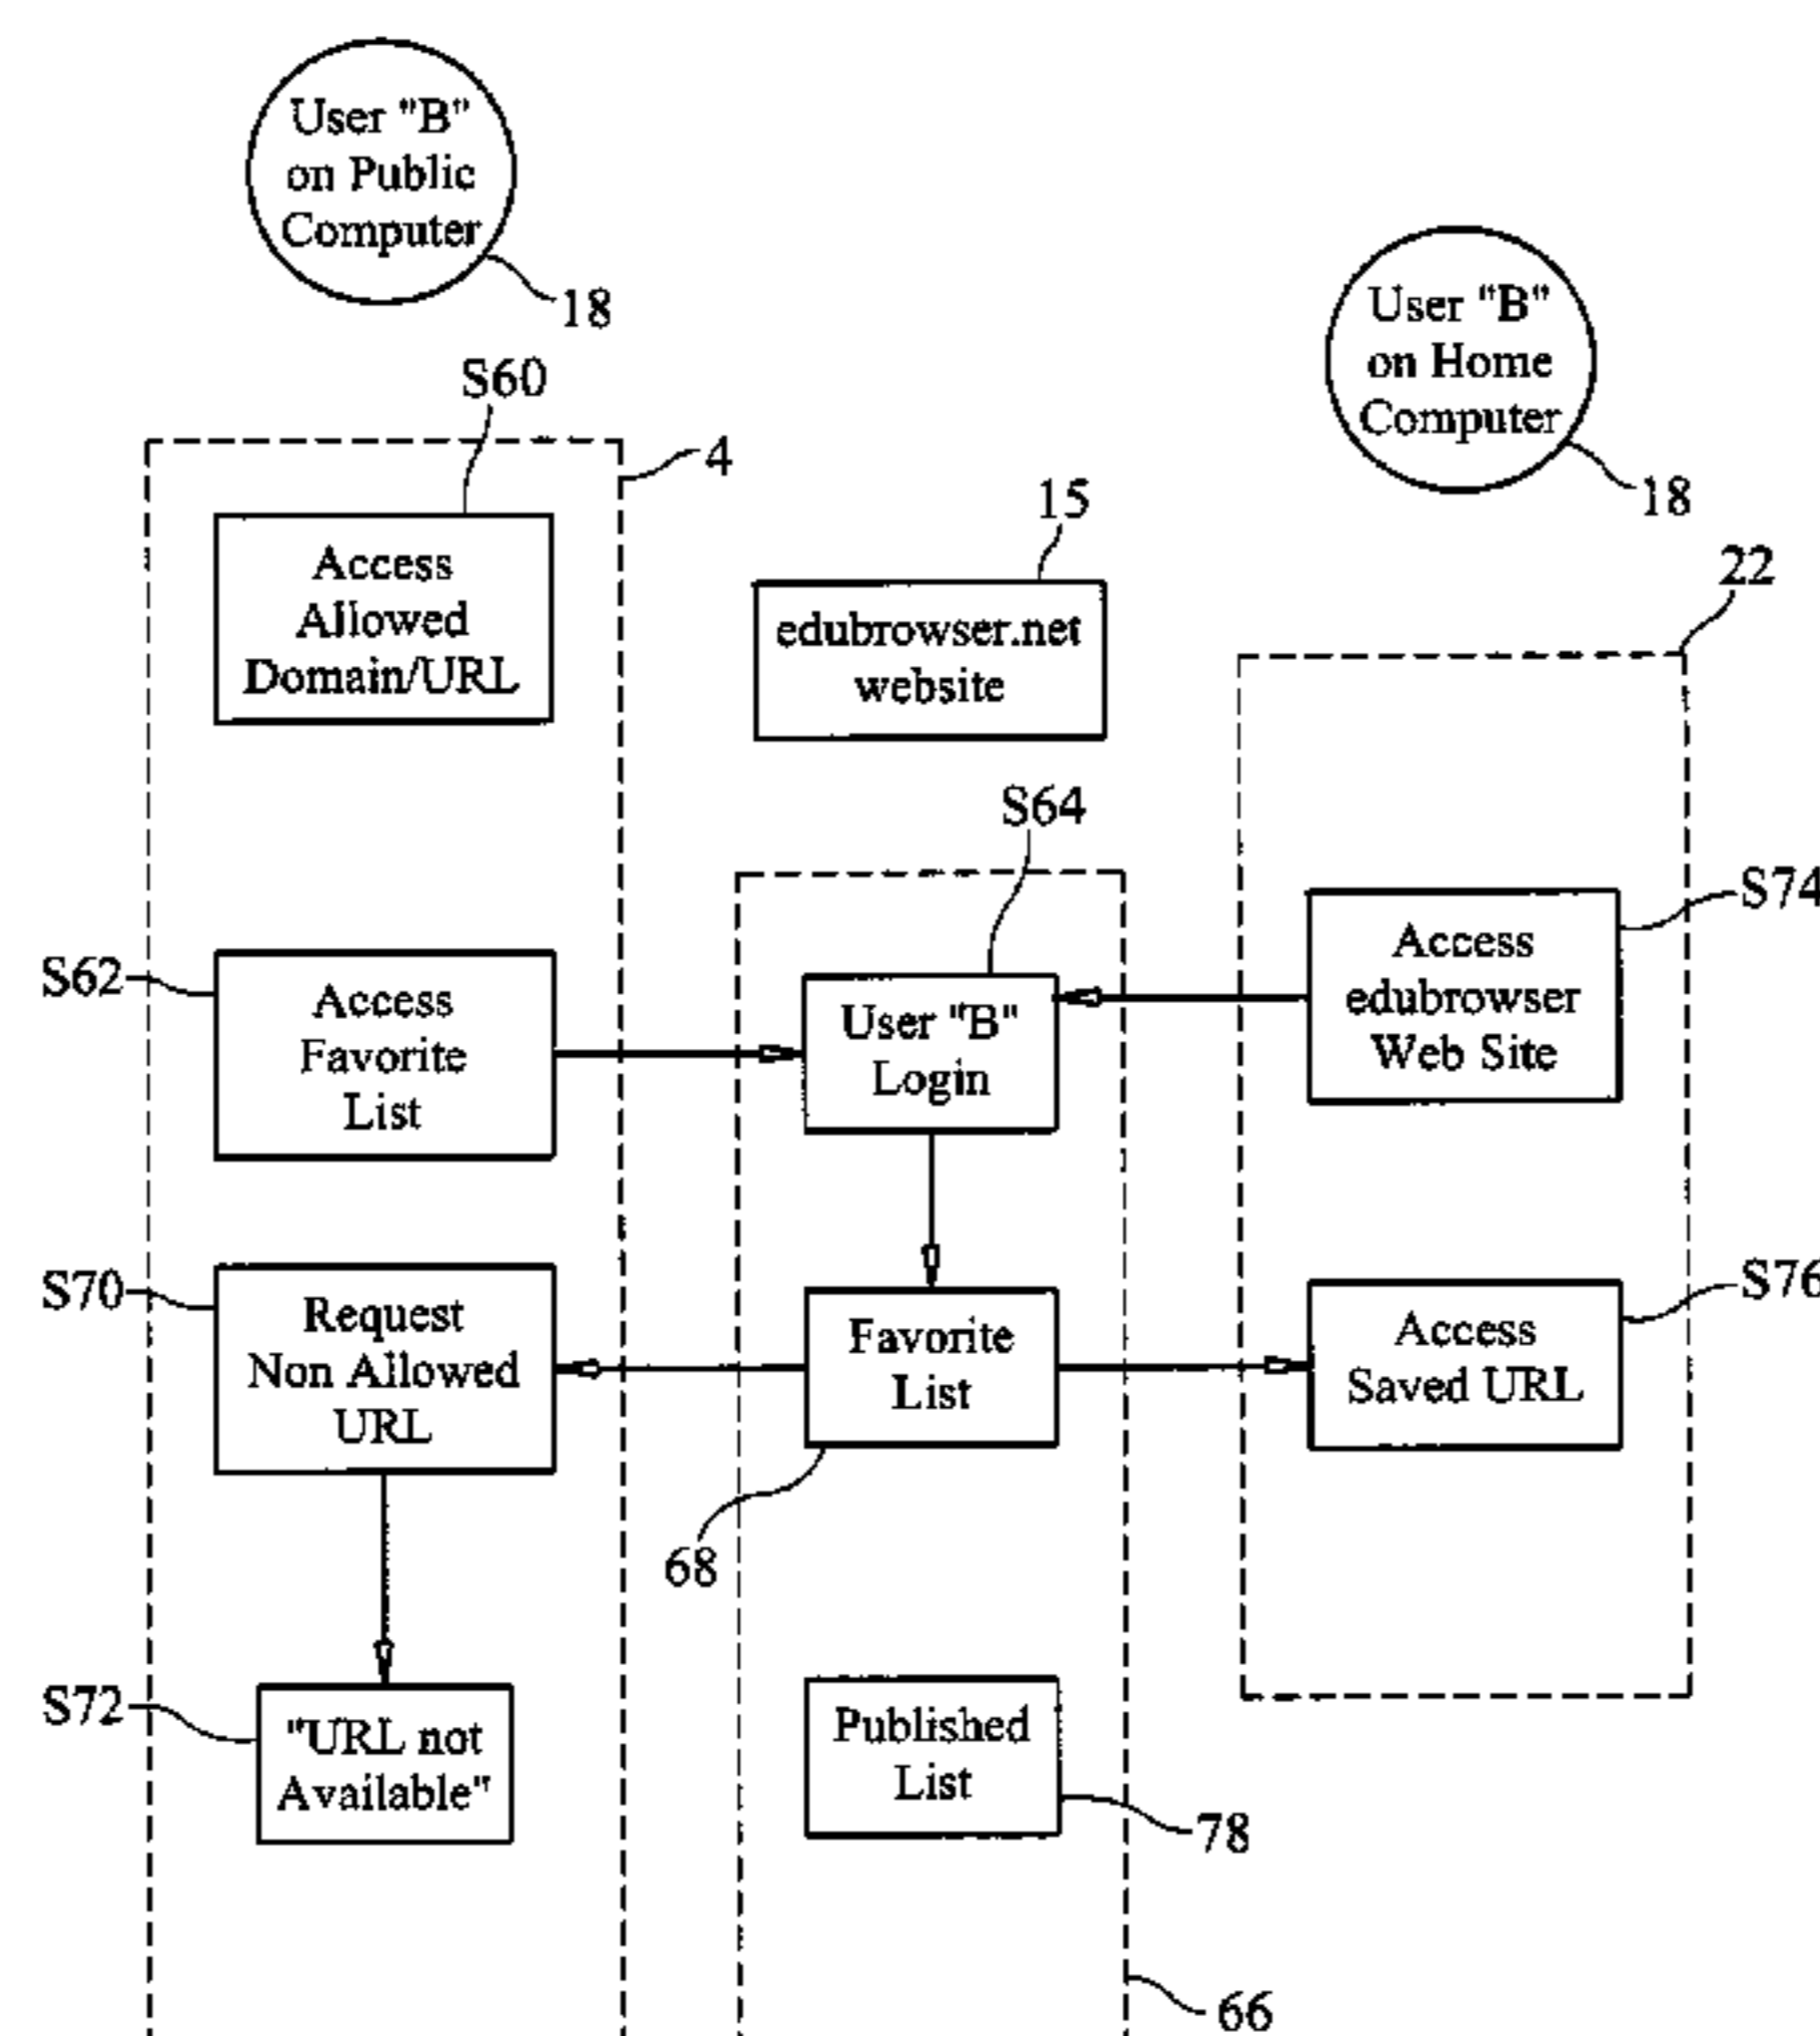 User "B"
on Public
Computer
18
User "B"
on Home
Computer
18
S60
4
Access
Allowed
Domain/URL
15
edubrowser.net
website
22
S64
S62
Access
Favorite
List
User "B"
Login
S74
Access
edubrowser
Web Site
S70
Request
Non Allowed
URL
Favorite
List
68
S76
Access
Saved URL
S72
"URL not
Available"
Published
List
78
66